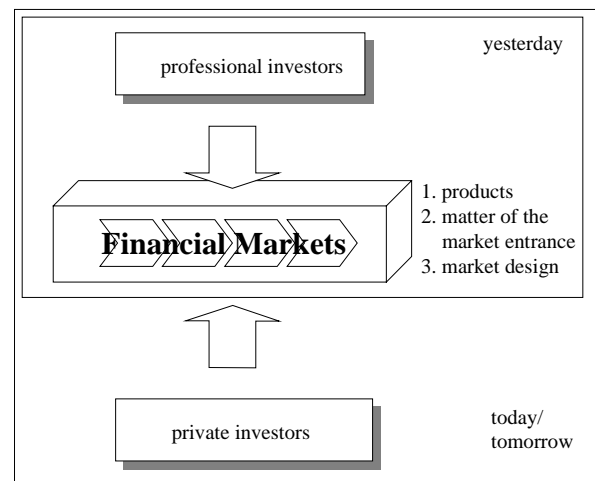 yesterday
professional investors
1. products
2. matter of the
market entrance
3. market design
Financial Markets
private investors
today/
tomorrow